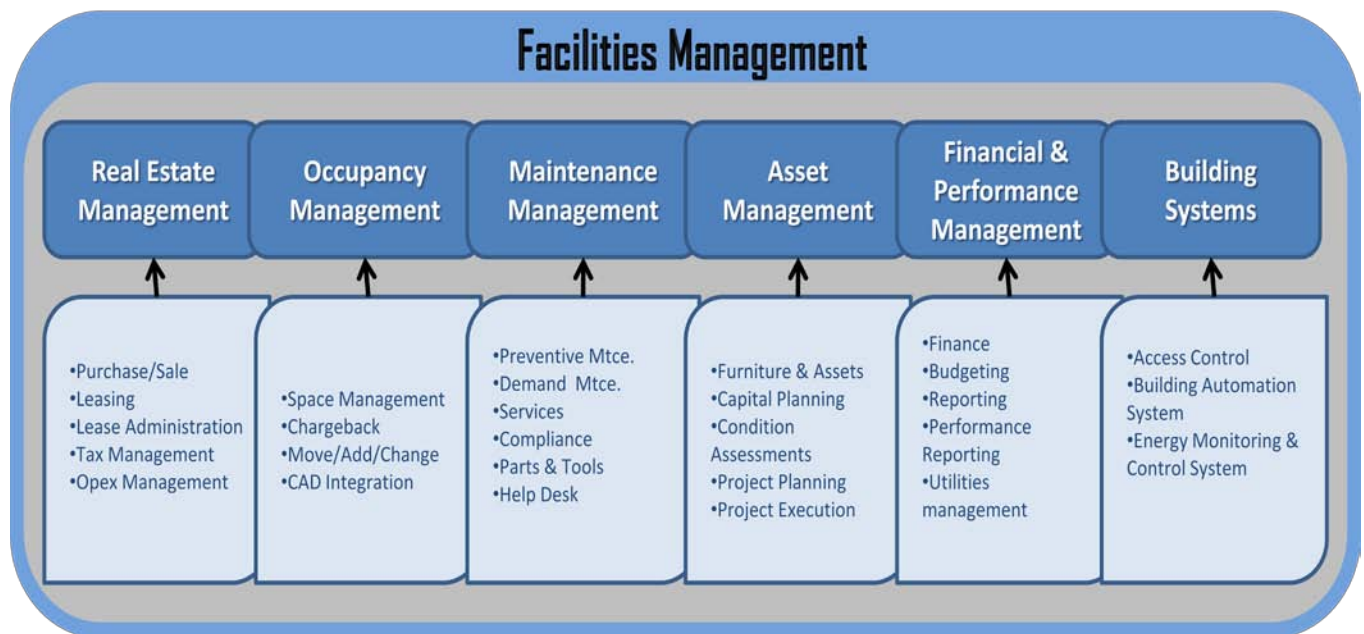 Facilities Management
Real Estate
Management
Occupancy
Management
Maintenance
Management
Asset
Management
Financial &
Performance
Management
Building
Systems
•Purchase/Sale
•Leasing
•Lease Administration
•Tax Management
•Opex Management
•Space Management
•Chargeback
•Move/Add/Change
•CAD Integration
•Preventive Mtce.
•Demand Mtce.
•Services
•Compliance
•Parts & Tools
•Help Desk
•Furniture & Assets
•Capital Planning
•Condition
Assessments
•Project Planning
•Project Execution
•Finance
•Budgeting
•Reporting
•Performance
Reporting
•Utilities
management
•Access Control
•Building Automation
System
•Energy Monitoring &
Control System